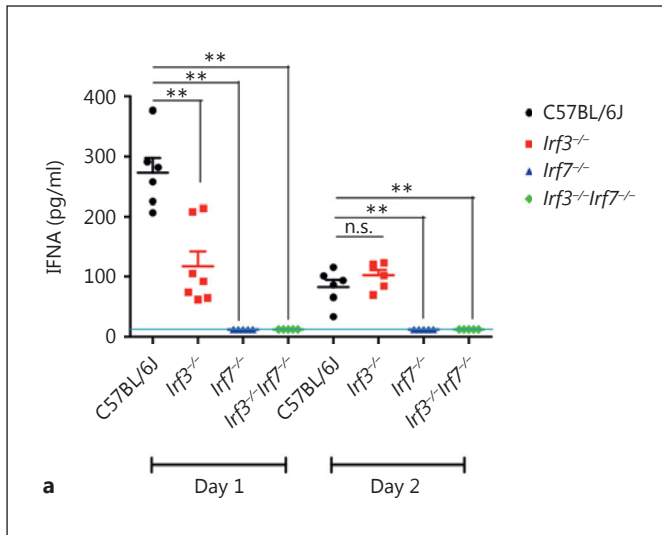 **
**
**
400
300
200
100
0
IFNA (pg/ml)
C57BL/6J
Irf3–/–
Irf7–/–
Irf3–/–Irf7–/–
**
**
n.s.
C57BL/6J
Irf3–/–
Irf7–/–
Irf3–/–Irf7–/–
C57BL/6J
Irf3–/–
Irf7–/–
Irf3–/–Irf7–/–
a
Day 1
Day 2